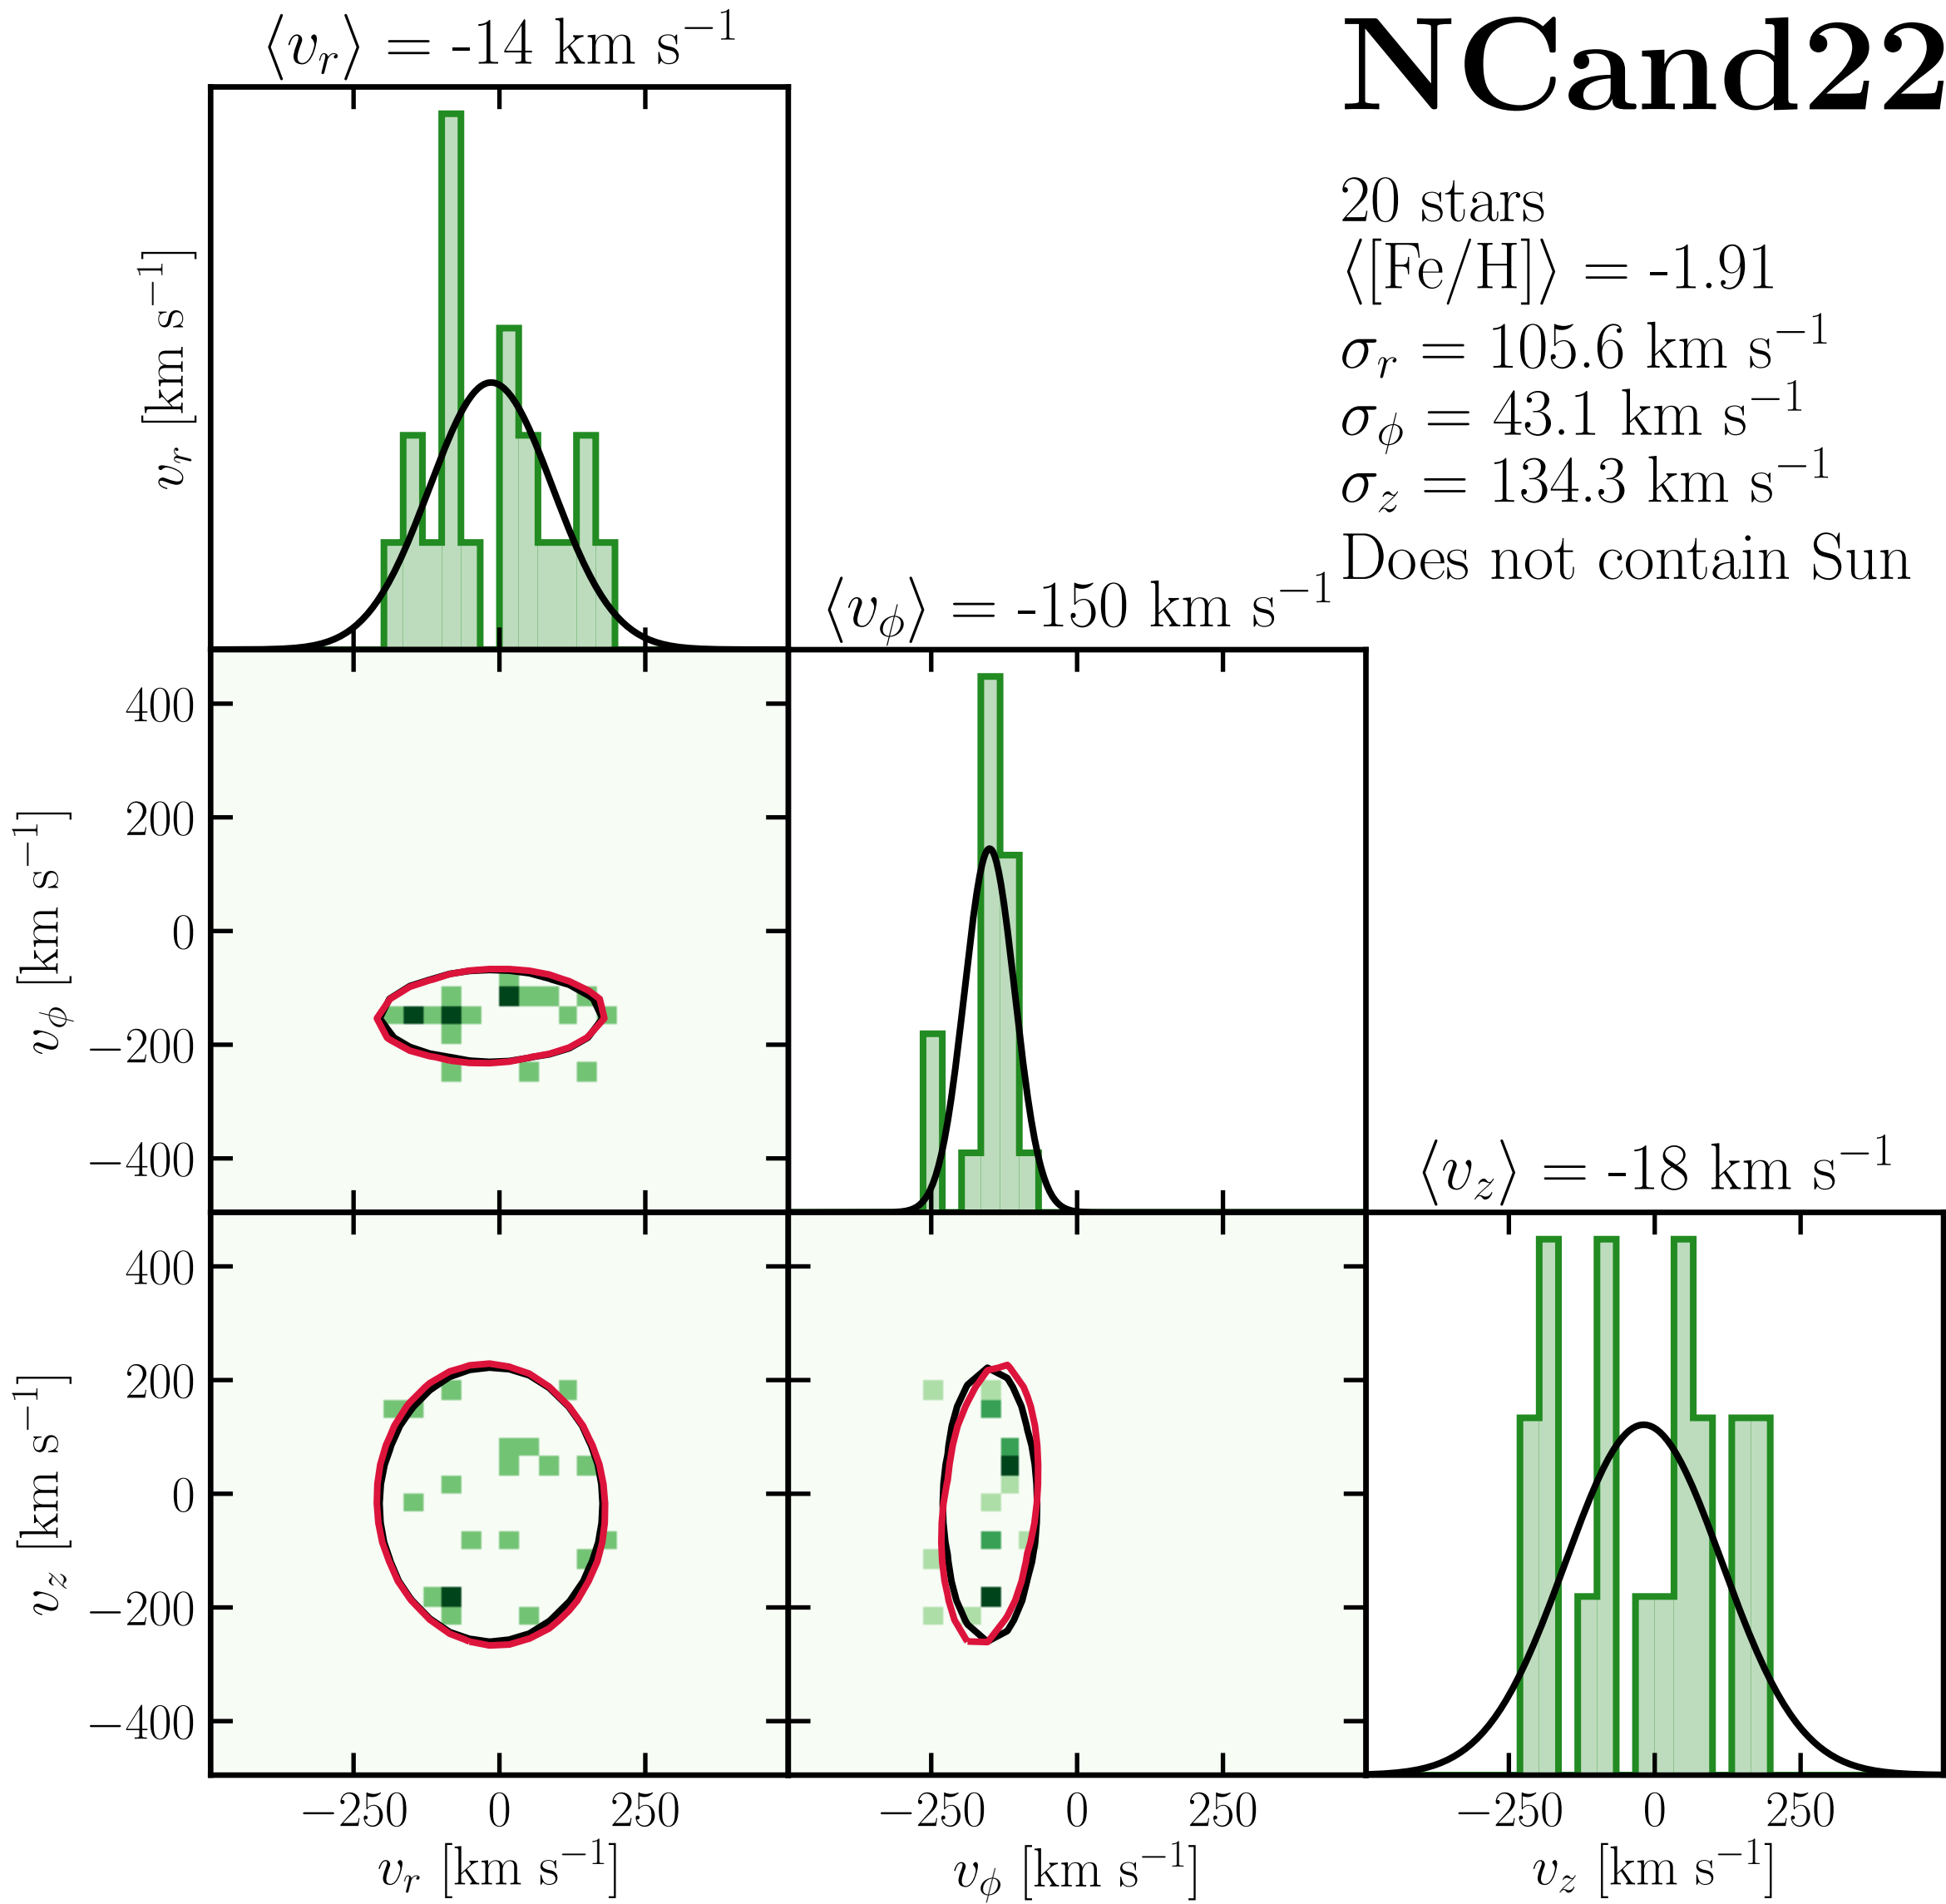 ⟨v_r⟩ = -14 km s⁻¹
NCand22
20 stars
⟨[Fe/H]⟩ = -1.91
σ_r = 105.6 km s⁻¹
σ_ϕ = 43.1 km s⁻¹
σ_z = 134.3 km s⁻¹
Does not contain Sun
v_r [km s⁻¹]
⟨v_ϕ⟩ = -150 km s⁻¹
400
200
0
−200
−400
v_ϕ [km s⁻¹]
⟨v_z⟩ = -18 km s⁻¹
400
200
0
−200
−400
v_z [km s⁻¹]
−250 0 250
−250 0 250
−250 0 250
v_r [km s⁻¹]
v_ϕ [km s⁻¹]
v_z [km s⁻¹]